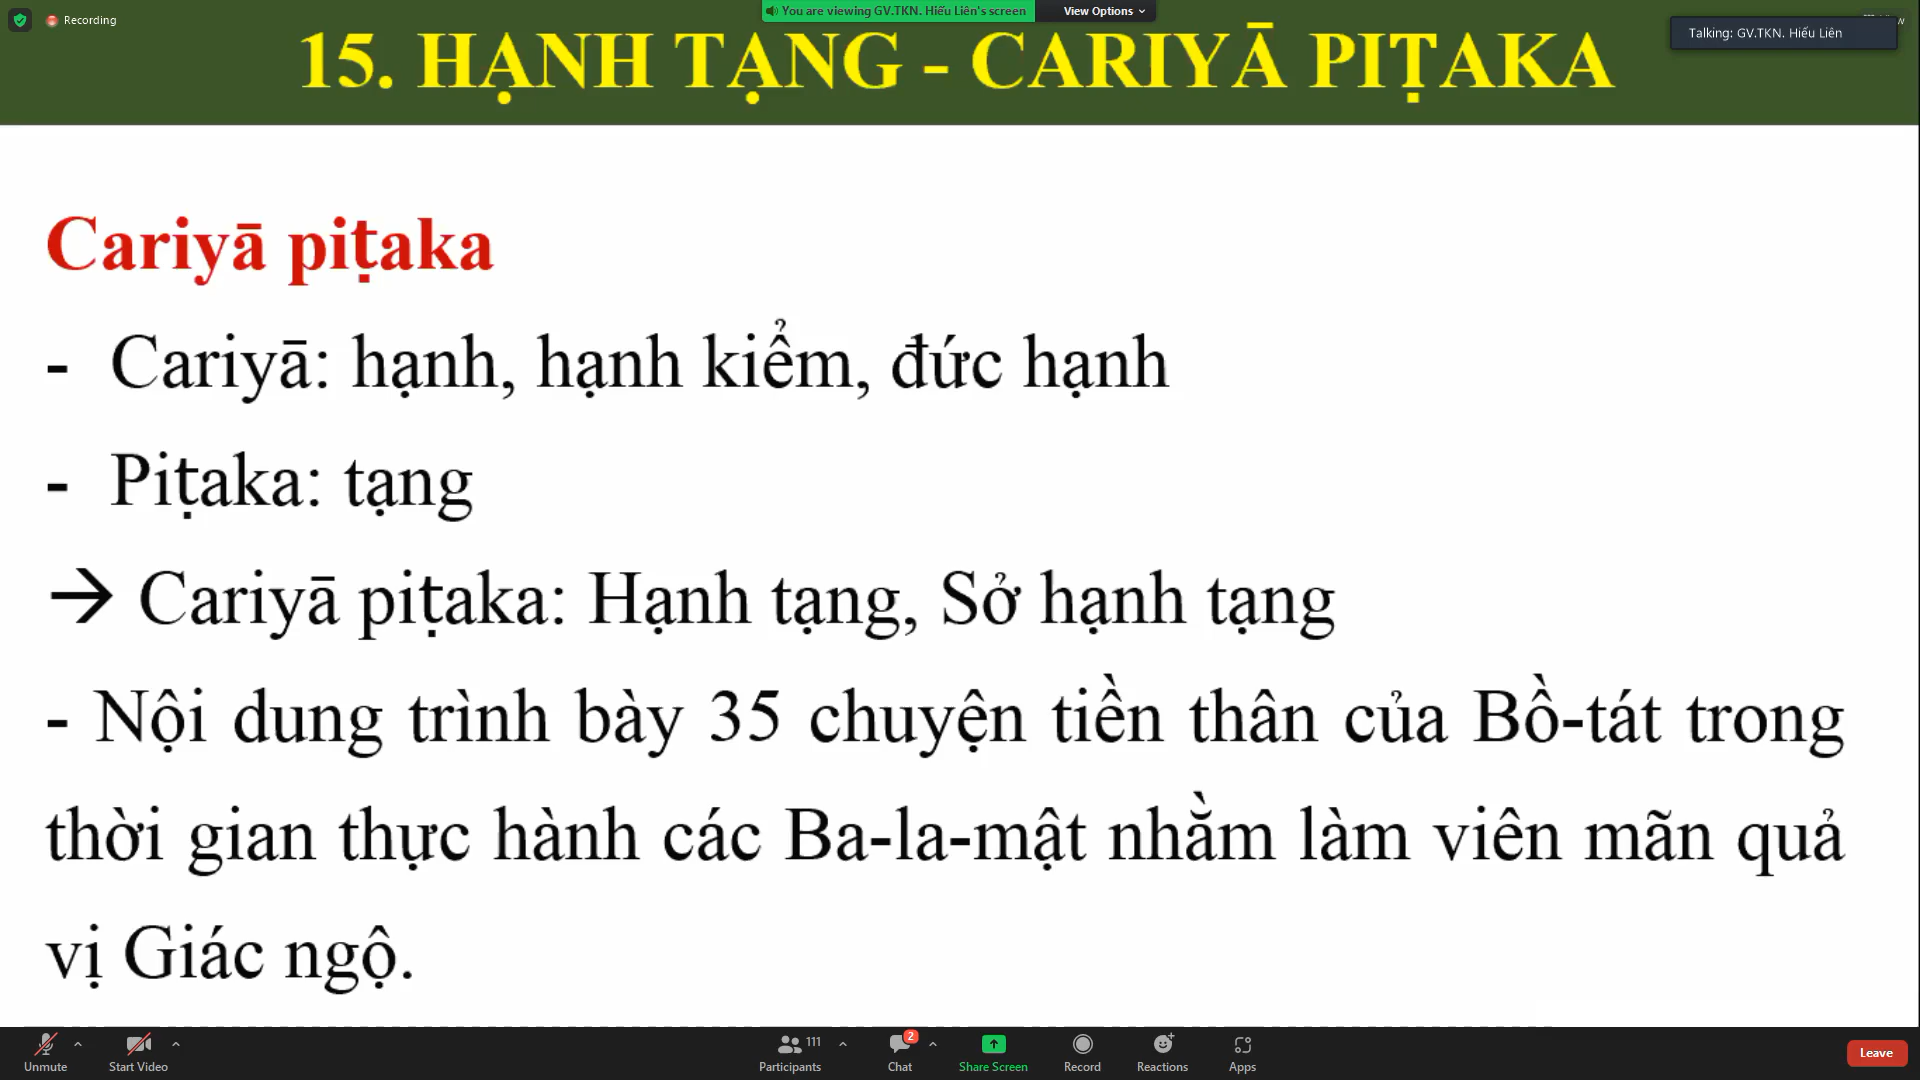 Recording
You are viewing GV.TKN. Hiếu Liên's screen
View Options
Talking: GV.TKN. Hiếu Liên
15. HẠNH TẠNG - CARIYĀ PIṬAKA
Cariyā piṭaka
- Cariyā: hạnh, hạnh kiểm, đức hạnh
- Piṭaka: tạng
→ Cariyā piṭaka: Hạnh tạng, Sở hạnh tạng
- Nội dung trình bày 35 chuyện tiền thân của Bồ-tát trong
thời gian thực hành các Ba-la-mật nhằm làm viên mãn quả
vị Giác ngộ.
Unmute
Start Video
111
Participants
2
Chat
Share Screen
Record
Reactions
Apps
Leave